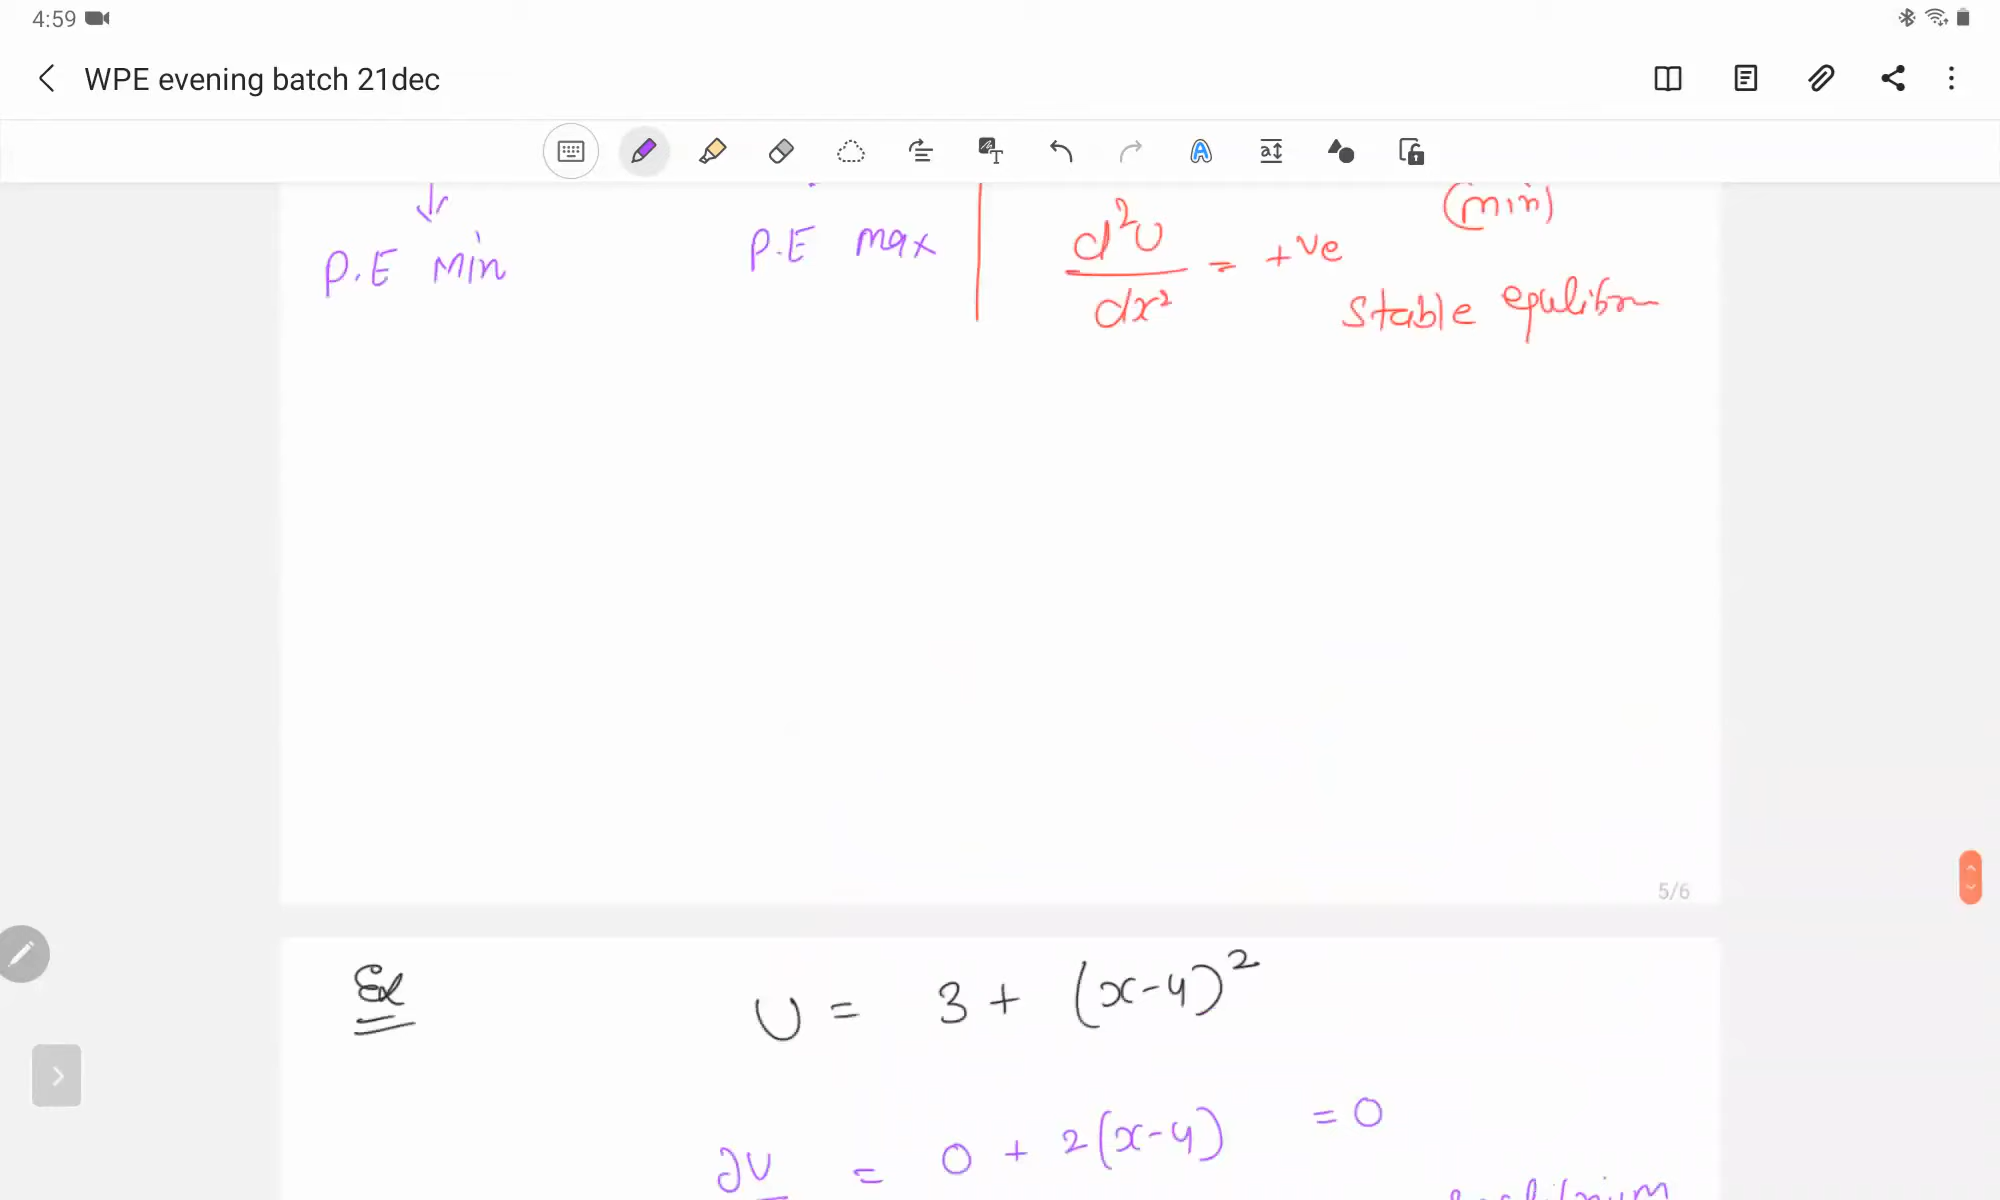 4:59
WPE evening batch 21dec
P.E Min
P.E max
d²U/dx² = +ve
(min)
Stable
5/6
Ex
U = 3 + (x-4)²
∂U = 0 + 2(x-4) = 0